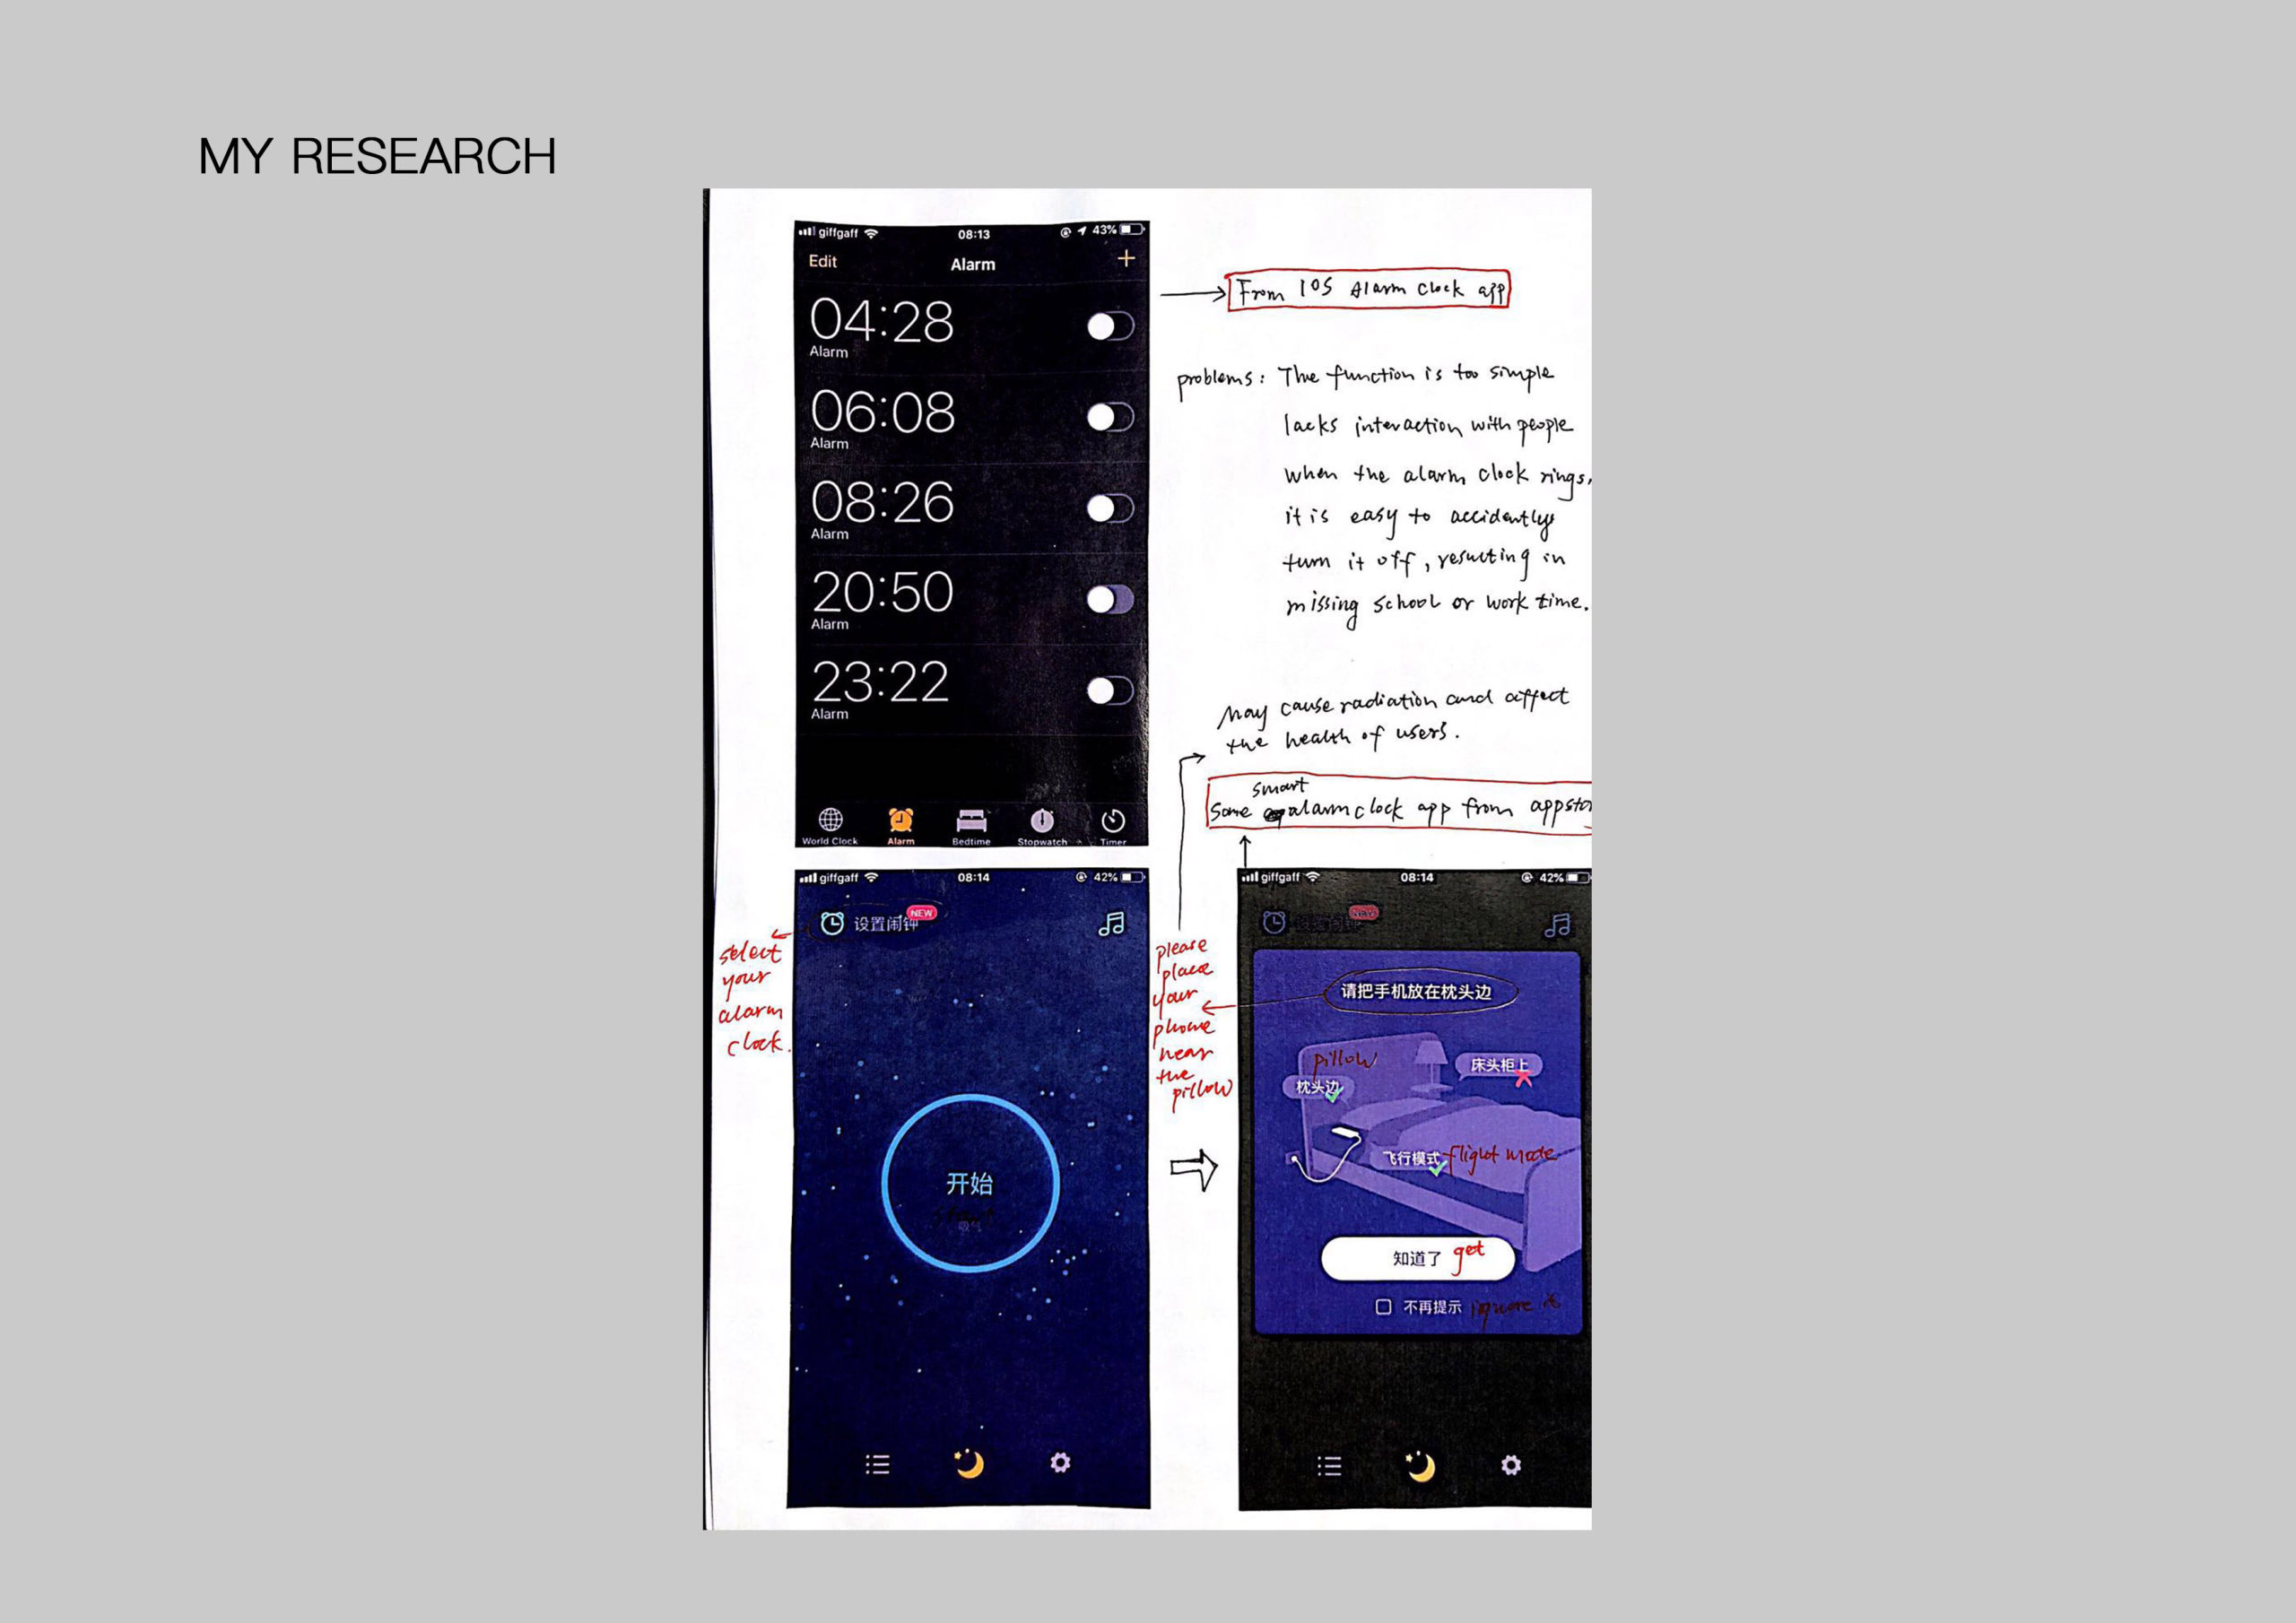 MY RESEARCH
giffgaff 08:13 43%
Edit Alarm +
04:28
Alarm
06:08
Alarm
08:26
Alarm
20:50
Alarm
23:22
Alarm
World Clock Alarm Bedtime Stopwatch Timer
From IOS Alarm clock app
problems: The function is too simple
lacks interaction with people
when the alarm clock rings,
it is easy to accidently
turn it off, resulting in
missing school or work time.
May cause radiation and affect
the health of users.
smart
Some alarm clock app from appsto
giffgaff 08:14 42%
设置闹钟 NEW
select
your
alarm
clock.
开始
start
please
place
your
phone
near
the
pillow
giffgaff 08:14 42%
设置闹钟 NEW
请把手机放在枕头边
pillow
枕头边
床头柜上
飞行模式 flight mode
知道了 get
不再提示 ignore it